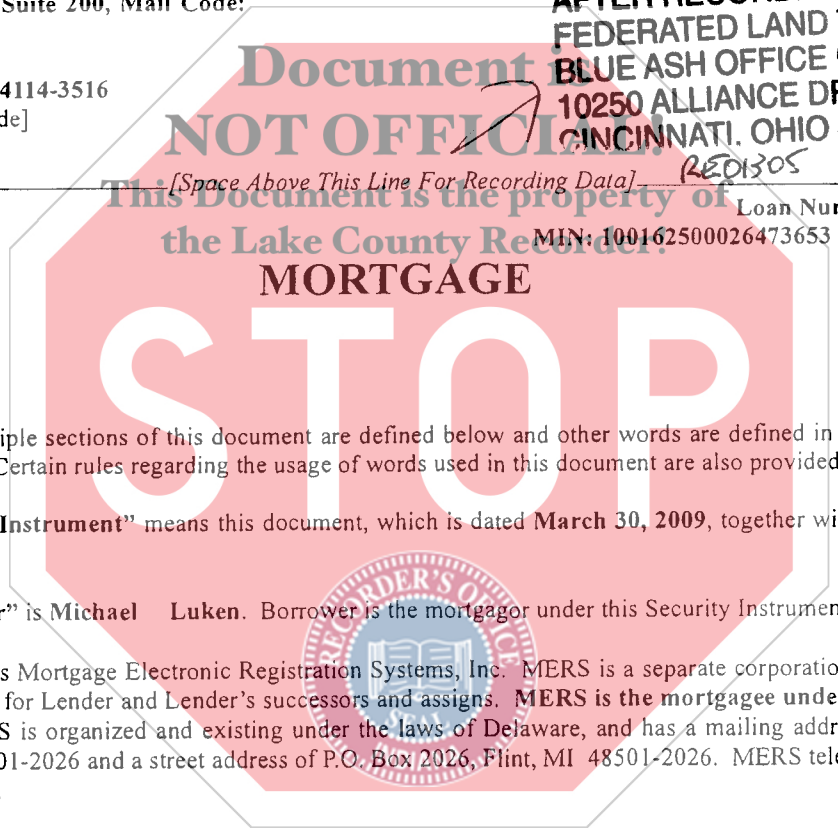 Suite 200, Mail Code:
AFTER
FEDERATED LAND
BLUE ASH OFFICE
10250 ALLIANCE
CINCINNATI, OHIO
4114-3516
de]
RE01305
Document is
NOT OFFICIAL!
This Document is the property of
the Lake County Recorder!
[Space Above This Line For Recording Data]
Loan
MIN: 100162500026473653
MORTGAGE
STOP
iple sections of this document are defined below and other words are defined in
Certain rules regarding the usage of words used in this document are also provided
Instrument” means this document, which is dated March 30, 2009, together wi
r” is Michael Luken. Borrower is the mortgagor under this Security Instrumen
s Mortgage Electronic Registration Systems, Inc. MERS is a separate corporatio
for Lender and Lender’s successors and assigns. MERS is the mortgagee unde
S is organized and existing under the laws of Delaware, and has a mailing addr
01-2026 and a street address of P.O. Box 2026, Flint, MI 48501-2026. MERS tele
RECORDER'S OFFICE
SEAL